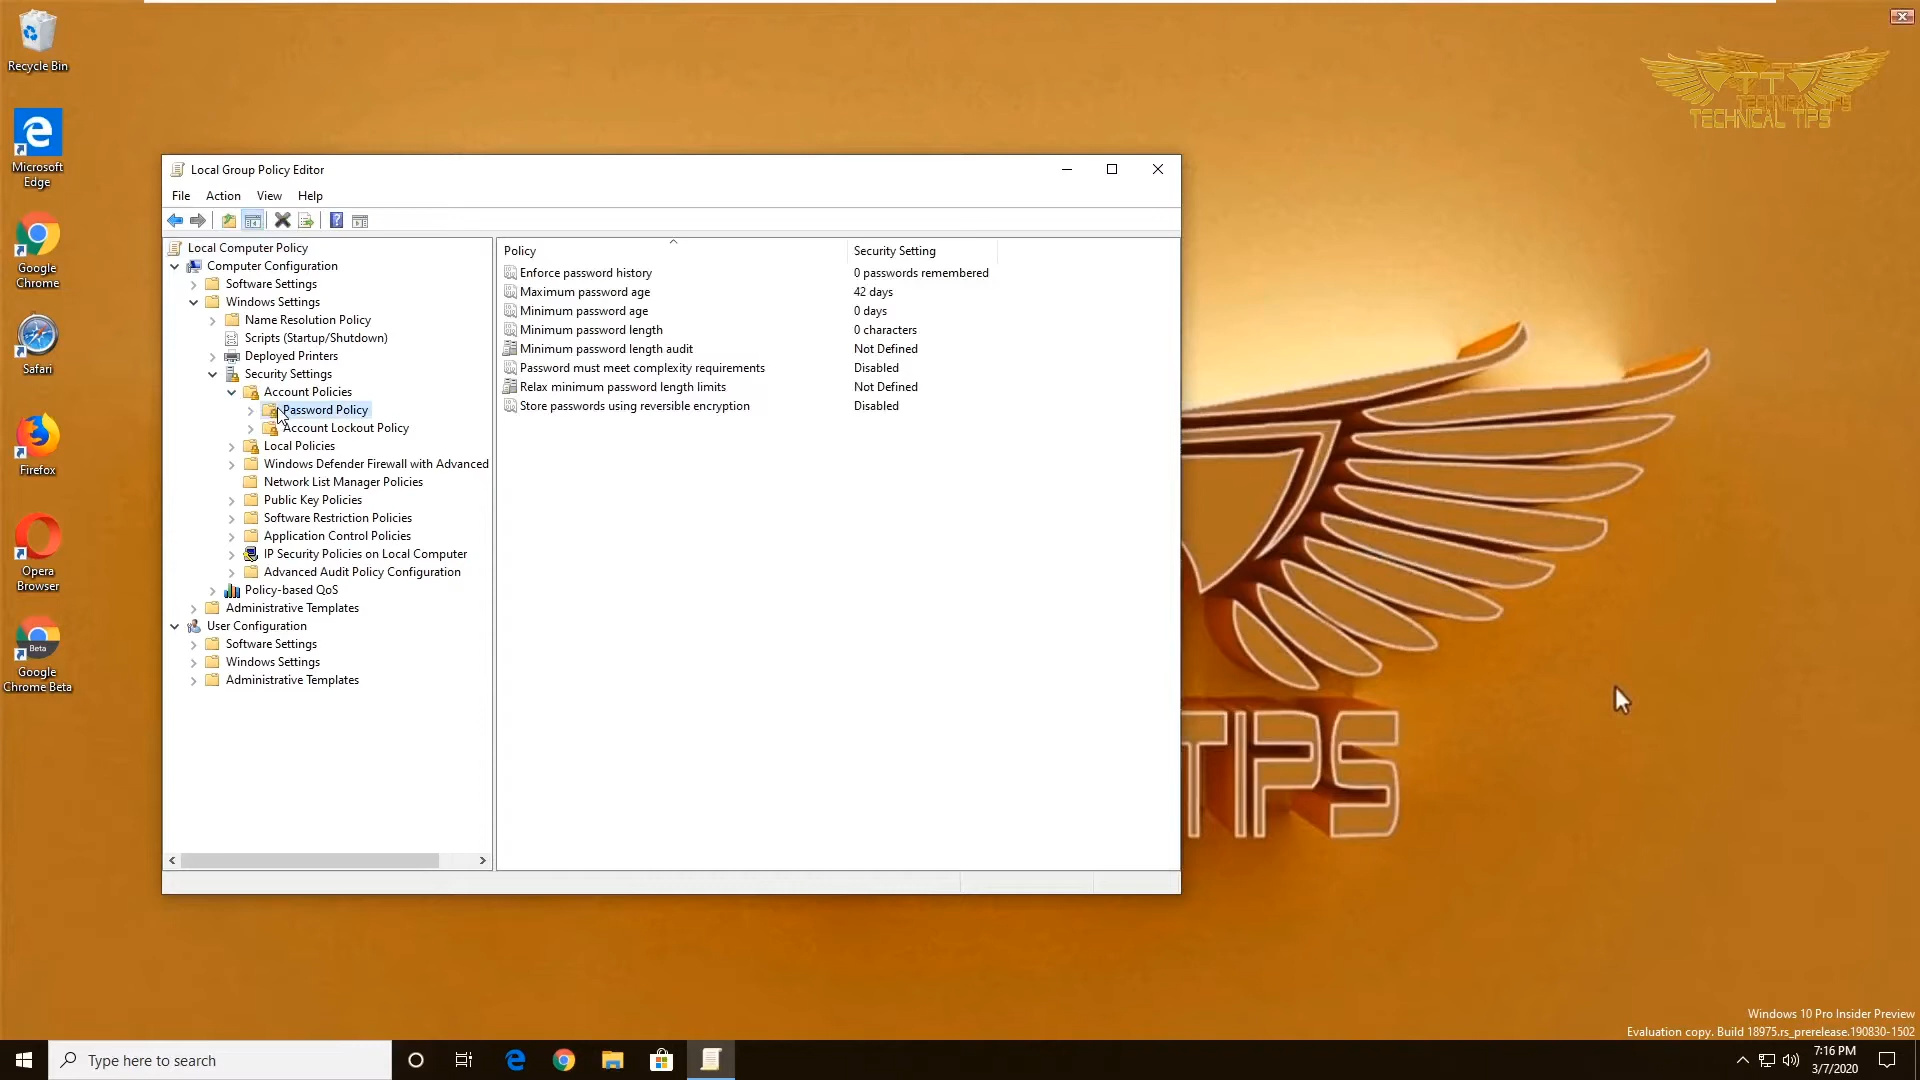 Recycle Bin
Microsoft
Edge
Google
Chrome
Safari
Firefox
Opera
Browser
Beta
Google
Chrome Beta
TECHNICAL TIPS
Local Group Policy Editor
File Action View Help
Local Computer Policy
Computer Configuration
Software Settings
Windows Settings
Name Resolution Policy
Scripts (Startup/Shutdown)
Deployed Printers
Security Settings
Account Policies
Password Policy
Account Lockout Policy
Local Policies
Windows Defender Firewall with Advanced
Network List Manager Policies
Public Key Policies
Software Restriction Policies
Application Control Policies
IP Security Policies on Local Computer
Advanced Audit Policy Configuration
Policy-based QoS
Administrative Templates
User Configuration
Software Settings
Windows Settings
Administrative Templates
Policy Security Setting
Enforce password history 0 passwords remembered
Maximum password age 42 days
Minimum password age 0 days
Minimum password length 0 characters
Minimum password length audit Not Defined
Password must meet complexity requirements Disabled
Relax minimum password length limits Not Defined
Store passwords using reversible encryption Disabled
TIPS
Windows 10 Pro Insider Preview
Evaluation copy. Build 18975.rs_prerelease.190830-1502
Type here to search
7:16 PM
3/7/2020